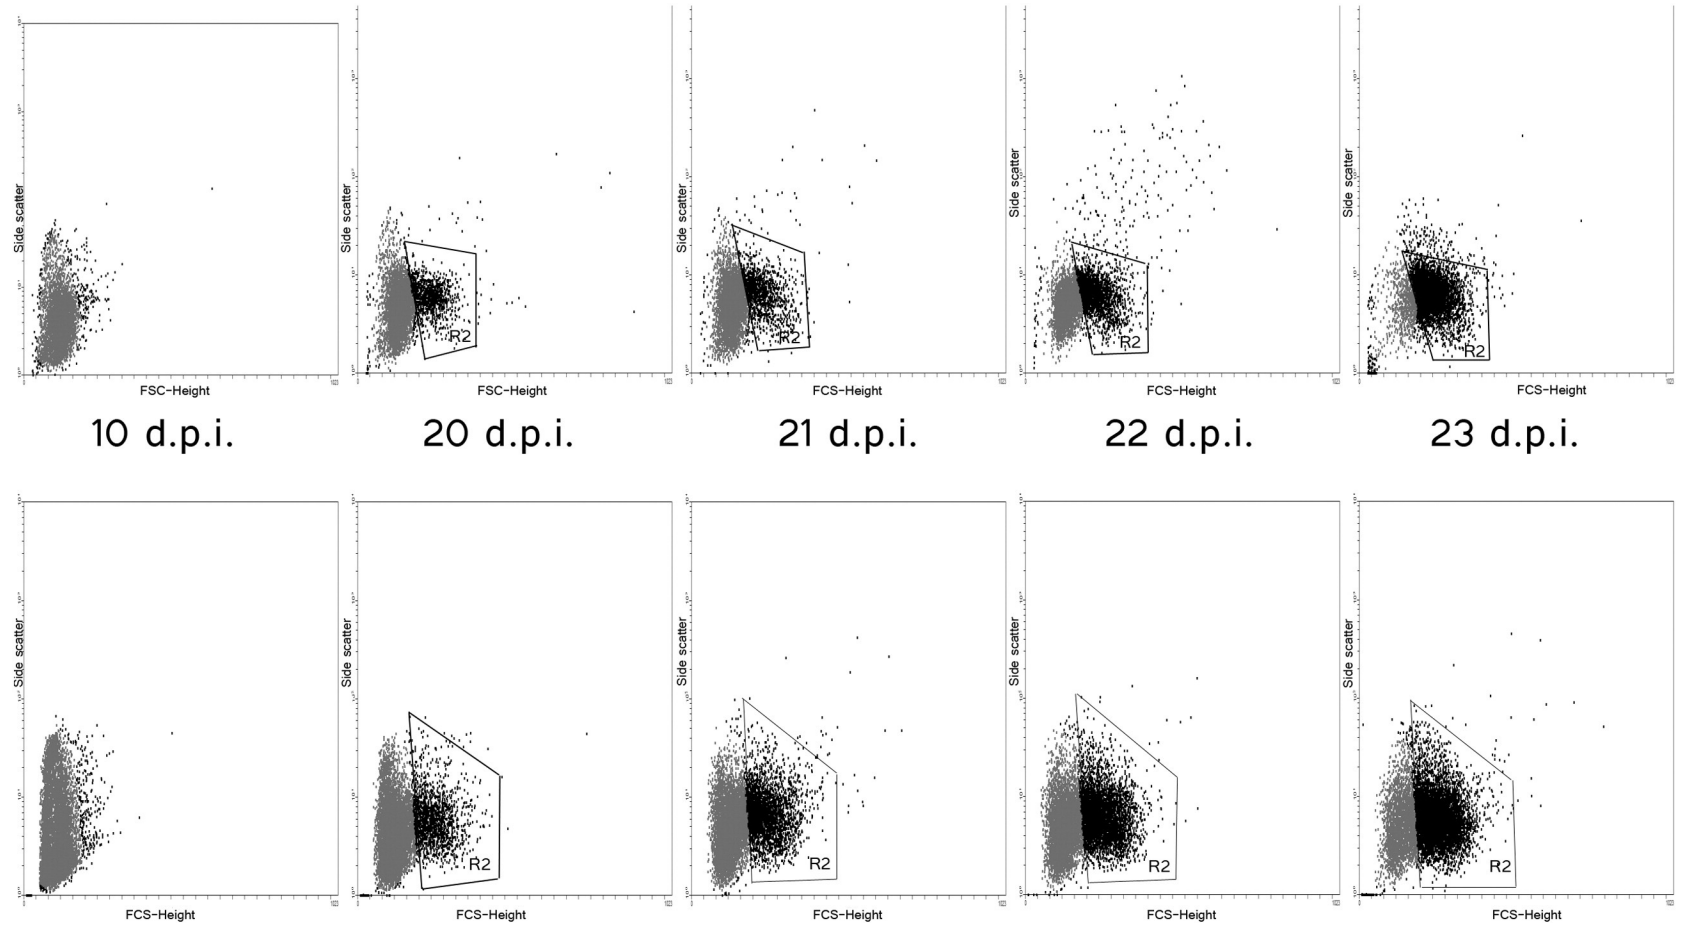 Side scatter
Side scatter
Side scatter
Side scatter
Side scatter
R2
R2
R2
R2
R2
FSC-Height
FSC-Height
FCS-Height
FCS-Height
FCS-Height
10 d.p.i.
20 d.p.i.
21 d.p.i.
22 d.p.i.
23 d.p.i.
Side scatter
Side scatter
Side scatter
Side scatter
Side scatter
R2
R2
R2
R2
FCS-Height
FCS-Height
FCS-Height
FCS-Height
FCS-Height